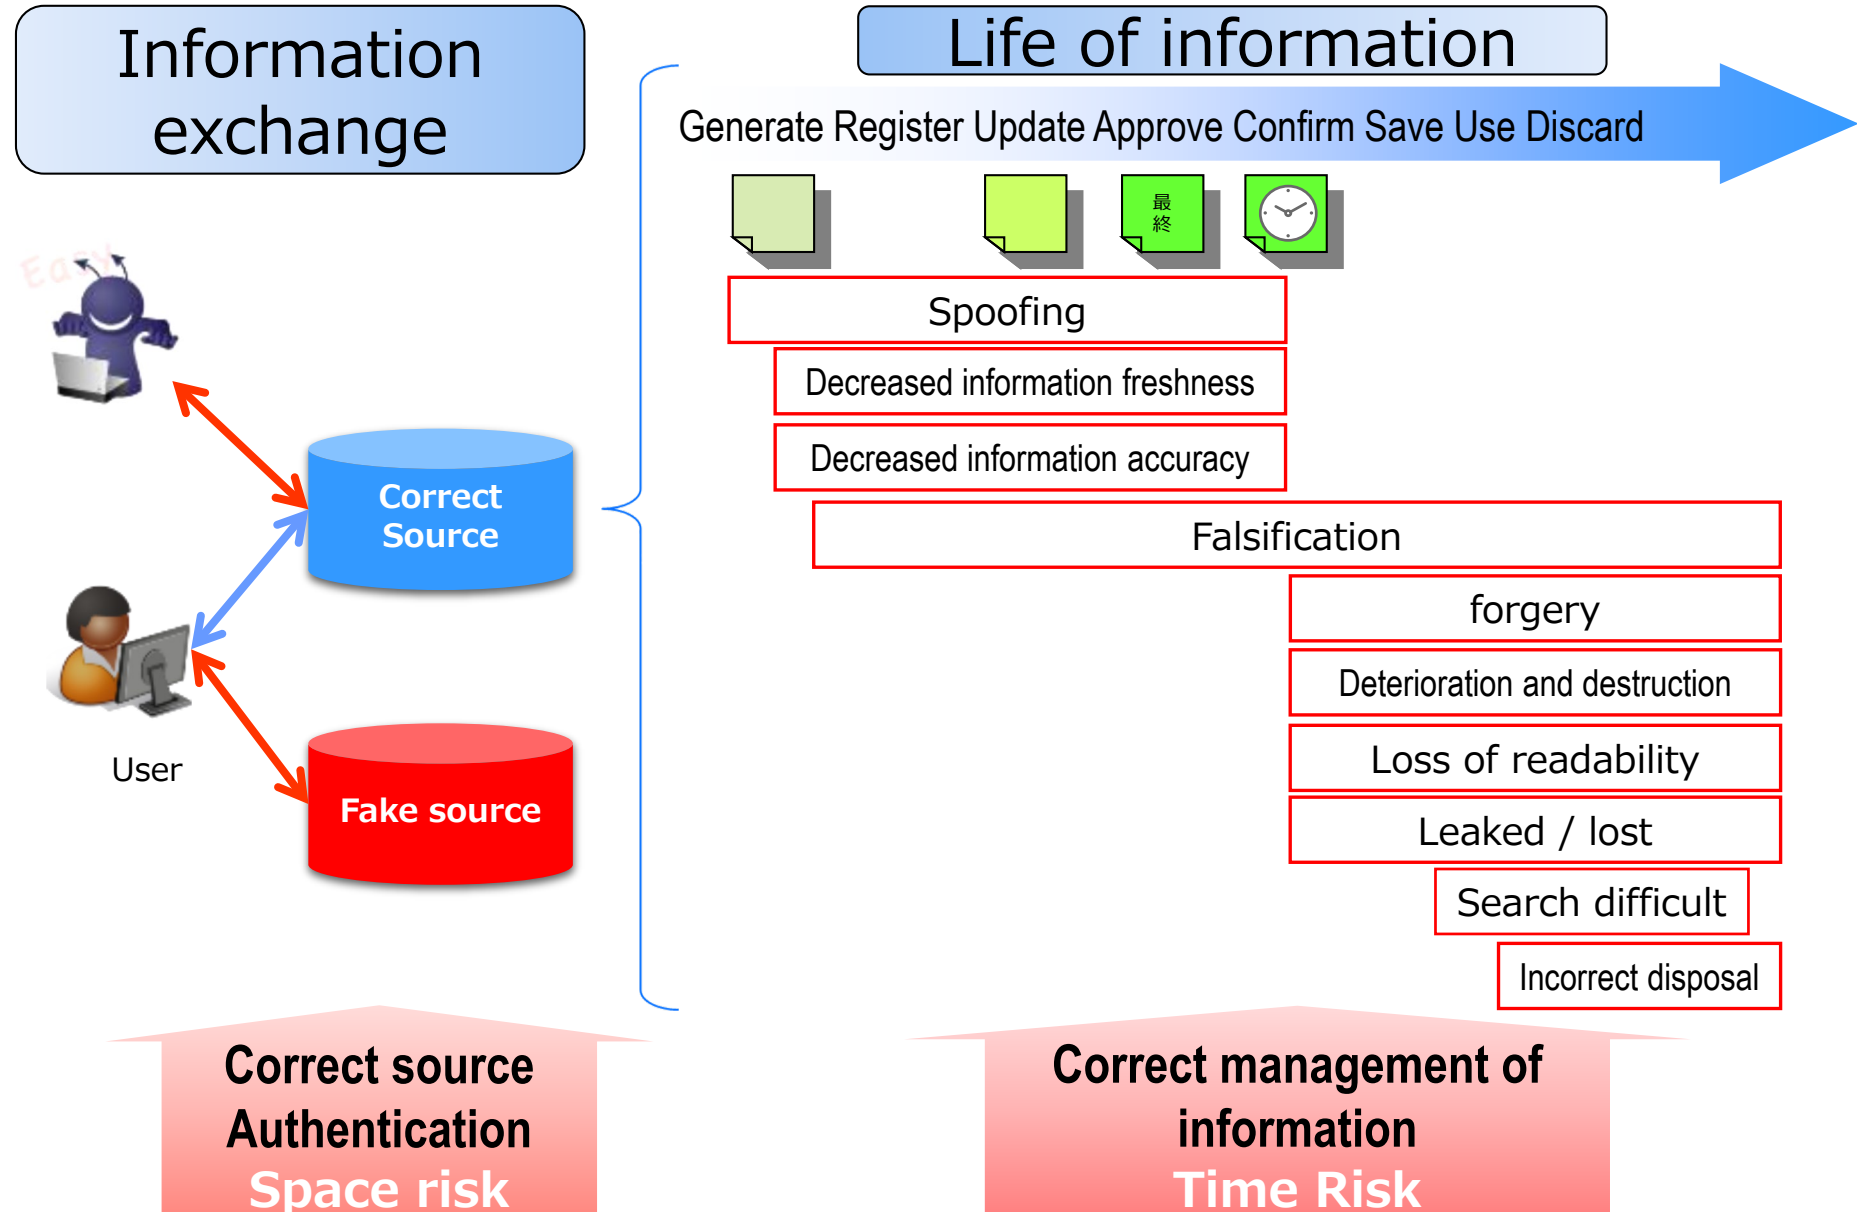 Information
exchange
Life of information
Generate Register Update Approve Confirm Save Use Discard
最
終
Easy
Spoofing
Decreased information freshness
Decreased information accuracy
Correct
Source
Falsification
forgery
Deterioration and destruction
Loss of readability
User
Fake source
Leaked / lost
Search difficult
Incorrect disposal
Correct source
Authentication
Space risk
Correct management of
information
Time Risk